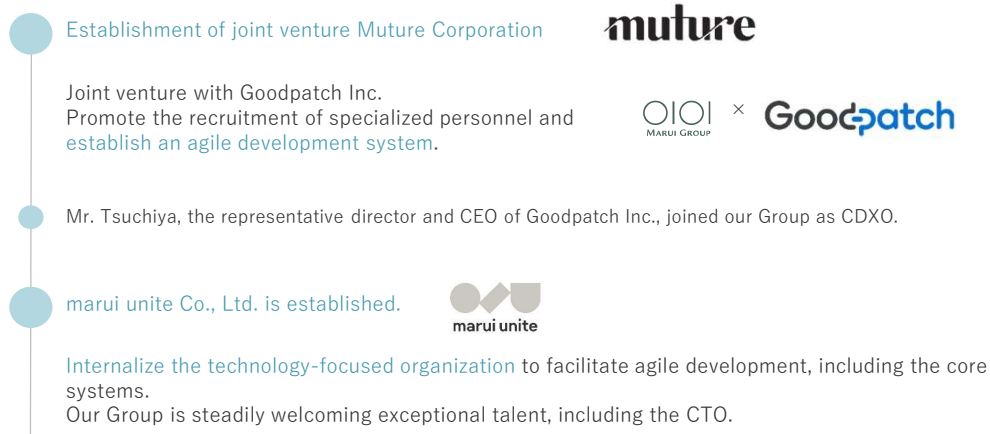 Establishment of joint venture Muture Corporation
muture
Joint venture with Goodpatch Inc.
Promote the recruitment of specialized personnel and
establish an agile development system.
OIOI
MARUI GROUP
×
Goodpatch
Mr. Tsuchiya, the representative director and CEO of Goodpatch Inc., joined our Group as CDXO.
marui unite Co., Ltd. is established.
marui unite
Internalize the technology-focused organization to facilitate agile development, including the core
systems.
Our Group is steadily welcoming exceptional talent, including the CTO.